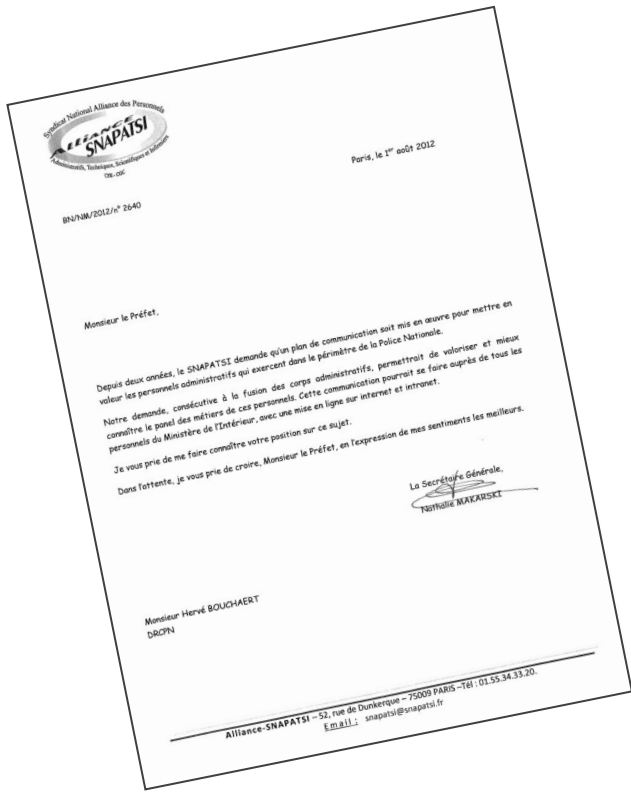 Syndicat National Alliance des Personnels
ALLIANCE
SNAPATSI
Administratifs, Techniques, Scientifiques et Infirmiers
CFE-CGC
Paris, le 1er août 2012
BN/NM/2012/n° 2640
Monsieur le Préfet,
Depuis deux années, le SNAPATSI demande qu'un plan de communication soit mis en œuvre pour mettre en
valeur les personnels administratifs qui exercent dans le périmètre de la Police Nationale.
Notre demande, consécutive à la fusion des corps administratifs, permettrait de valoriser et mieux
connaître le panel des métiers de ces personnels. Cette communication pourrait se faire auprès de tous les
personnels du Ministère de l'Intérieur, avec une mise en ligne sur internet et intranet.
Je vous prie de me faire connaître votre position sur ce sujet.
Dans l'attente, je vous prie de croire, Monsieur le Préfet, en l'expression de mes sentiments les meilleurs.
La Secrétaire Générale,
Nathalie MAKARSKI
Monsieur Hervé BOUCHAERT
DRCPN
Alliance-SNAPATSI – 52, rue de Dunkerque – 75009 PARIS –Tél : 01.55.34.33.20.
Email : snapatsi@snapatsi.fr